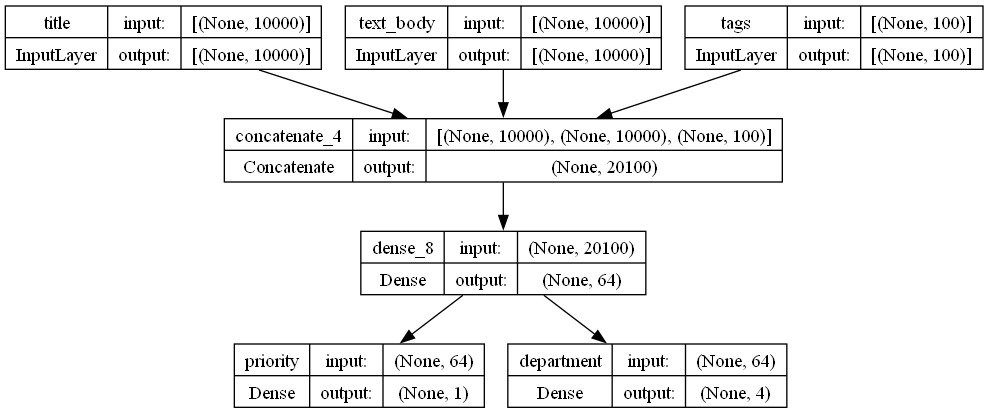 title input: [(None, 10000)] text_body input: [(None, 10000)] tags input: [(None, 100)]
InputLayer output: [(None, 10000)] InputLayer output: [(None, 10000)] InputLayer output: [(None, 100)]
concatenate_4 input: [(None, 10000), (None, 10000), (None, 100)]
Concatenate output: (None, 20100)
dense_8 input: (None, 20100)
Dense output: (None, 64)
priority input: (None, 64) department input: (None, 64)
Dense output: (None, 1) Dense output: (None, 4)